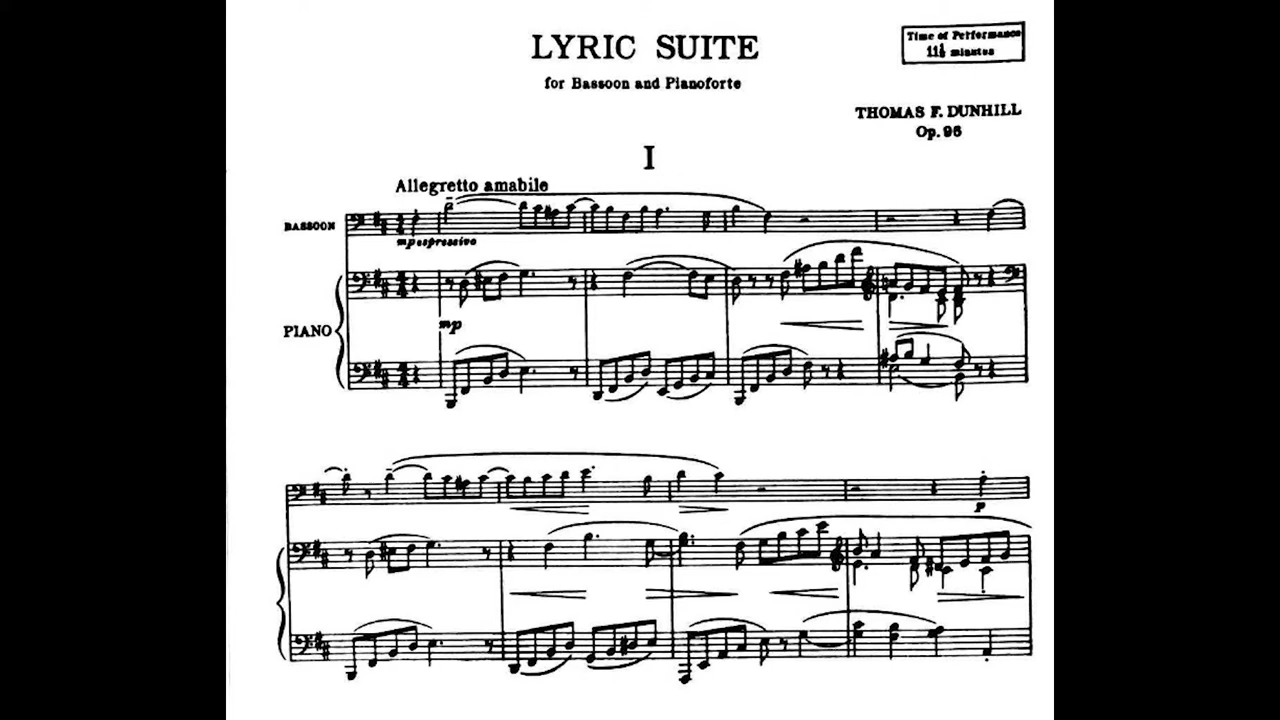 LYRIC SUITE
for Bassoon and Pianoforte
Time of Performance
11½ minutes
THOMAS F. DUNHILL
Op. 96
I
Allegretto amabile
BASSOON
mp espressivo
PIANO
mp
p